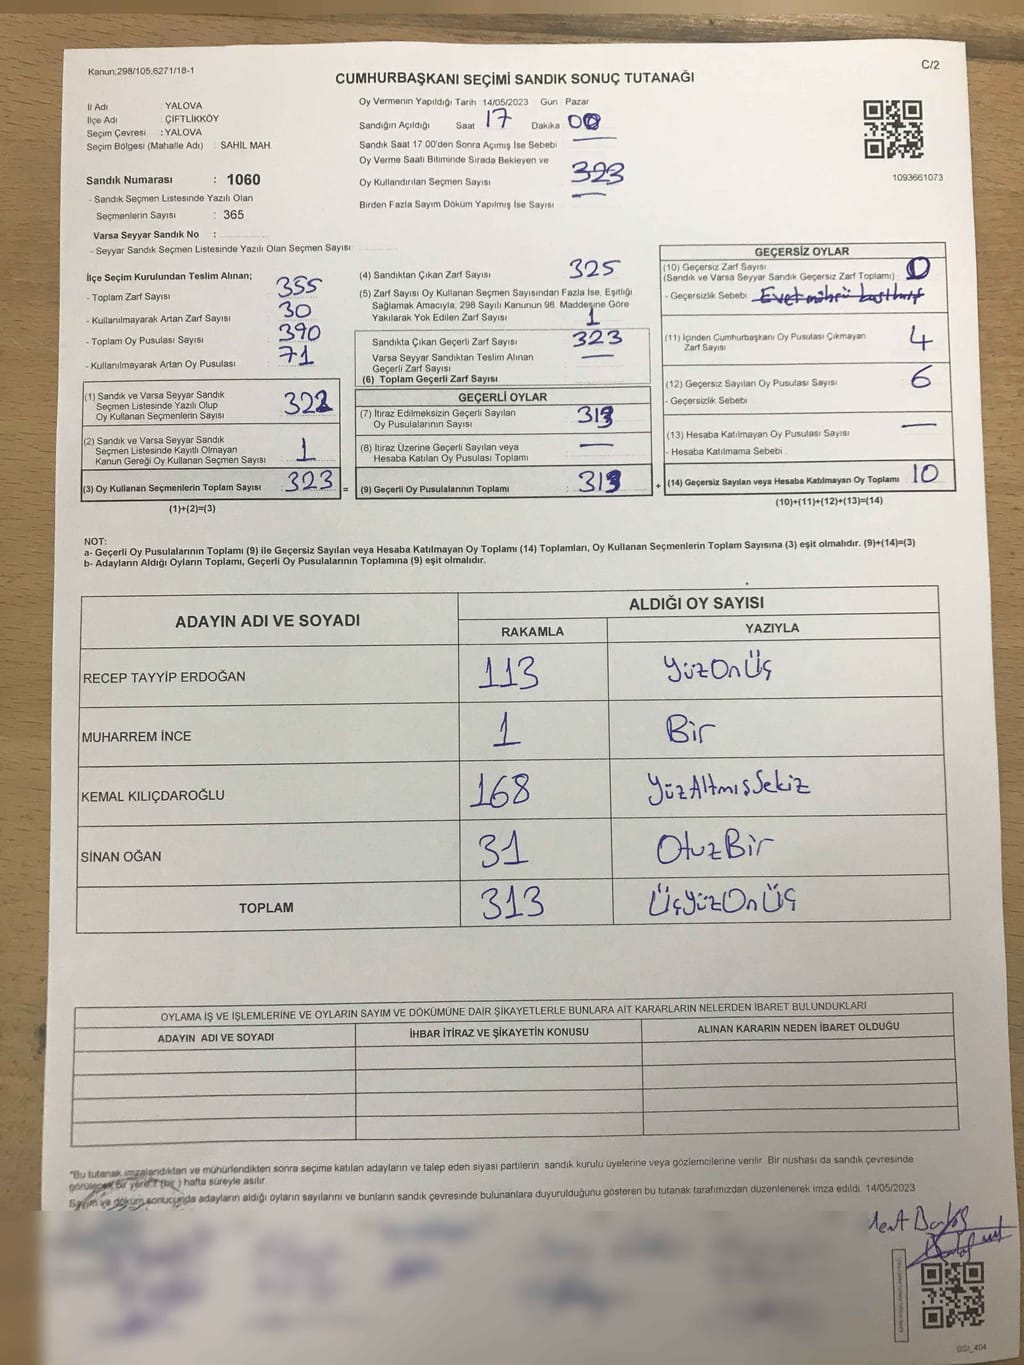 Kanun;298/105;6271/18-1
C/2
CUMHURBAŞKANI SEÇİMİ SANDIK SONUÇ TUTANAĞI
İl Adı : YALOVA
İlçe Adı : ÇİFTLİKKÖY
Seçim Çevresi : YALOVA
Seçim Bölgesi (Mahalle Adı) : SAHİL MAH.
Sandık Numarası : 1060
- Sandık Seçmen Listesinde Yazılı Olan
Seçmenlerin Sayısı : 365
Varsa Seyyar Sandık No :
- Seyyar Sandık Seçmen Listesinde Yazılı Olan Seçmen Sayısı:
Oy Vermenin Yapıldığı Tarih : 14/05/2023 Gün : Pazar
Sandığın Açıldığı Saat 17 Dakika 00
Sandık Saat 17.00'den Sonra Açımış İse Sebebi
Oy Verme Saati Bitiminde Sırada Bekleyen ve
Oy Kullandırılan Seçmen Sayısı 323
Birden Fazla Sayım Döküm Yapılmış İse Sayısı —
1093661073
İlçe Seçim Kurulundan Teslim Alınan;
- Toplam Zarf Sayısı : 355
- Kullanılmayarak Artan Zarf Sayısı : 30
- Toplam Oy Pusulası Sayısı : 390
- Kullanılmayarak Artan Oy Pusulası : 71
(1) Sandık ve Varsa Seyyar Sandık
Seçmen Listesinde Yazılı Olup
Oy Kullanan Seçmenlerin Sayısı : 322
(2) Sandık ve Varsa Seyyar Sandık
Seçmen Listesinde Kayıtlı Olmayan
Kanun Gereği Oy Kullanan Seçmen Sayısı : 1
(3) Oy Kullanan Seçmenlerin Toplam Sayısı : 323 =
(1)+(2)=(3)
(4) Sandıktan Çıkan Zarf Sayısı : 325
(5) Zarf Sayısı Oy Kullanan Seçmen Sayısından Fazla İse, Eşitliği
Sağlamak Amacıyla, 298 Sayılı Kanunun 98. Maddesine Göre
Yakılarak Yok Edilen Zarf Sayısı : 1
Sandıkta Çıkan Geçerli Zarf Sayısı : 323
Varsa Seyyar Sandıktan Teslim Alınan
Geçerli Zarf Sayısı : —
(6) Toplam Geçerli Zarf Sayısı
GEÇERLİ OYLAR
(7) İtiraz Edilmeksizin Geçerli Sayılan
Oy Pusulalarının Sayısı : 313
(8) İtiraz Üzerine Geçerli Sayılan veya
Hesaba Katılan Oy Pusulası Toplamı : —
(9) Geçerli Oy Pusulalarının Toplamı : 313 +
GEÇERSİZ OYLAR
(10) Geçersiz Zarf Sayısı
(Sandık ve Varsa Seyyar Sandık Geçersiz Zarf Toplamı) : 0
- Geçersizlik Sebebi : Evet mührü
(11) İçinden Cumhurbaşkanı Oy Pusulası Çıkmayan
Zarf Sayısı : 4
(12) Geçersiz Sayılan Oy Pusulası Sayısı : 6
- Geçersizlik Sebebi
(13) Hesaba Katılmayan Oy Pusulası Sayısı : —
- Hesaba Katılmama Sebebi :
(14) Geçersiz Sayılan veya Hesaba Katılmayan Oy Toplamı : 10
(10)+(11)+(12)+(13)=(14)
NOT:
a- Geçerli Oy Pusulalarının Toplamı (9) ile Geçersiz Sayılan veya Hesaba Katılmayan Oy Toplamı (14) Toplamları, Oy Kullanan Seçmenlerin Toplam Sayısına (3) eşit olmalıdır. (9)+(14)=(3)
b- Adayların Aldığı Oyların Toplamı, Geçerli Oy Pusulalarının Toplamına (9) eşit olmalıdır.
ADAYIN ADI VE SOYADI
ALDIĞI OY SAYISI
RAKAMLA YAZIYLA
RECEP TAYYİP ERDOĞAN 113 YüzOnÜç
MUHARREM İNCE 1 Bir
KEMAL KILIÇDAROĞLU 168 YüzAltmışSekiz
SİNAN OĞAN 31 OtuzBir
TOPLAM 313 ÜçyüzOnÜç
OYLAMA İŞ VE İŞLEMLERİNE VE OYLARIN SAYIM VE DÖKÜMÜNE DAİR ŞİKAYETLERLE BUNLARA AİT KARARLARIN NELERDEN İBARET BULUNDUKLARI
ADAYIN ADI VE SOYADI İHBAR İTİRAZ VE ŞİKAYETİN KONUSU ALINAN KARARIN NEDEN İBARET OLDUĞU
*Bu tutanak imzalandıktan ve mühürlendikten sonra seçime katılan adayların ve talep eden siyasi partilerin sandık kurulu üyelerine veya gözlemcilerine verilir. Bir nüshası da sandık çevresinde
görülecek bir yere 1 (bir) hafta süreyle asılır.
Sayım ve döküm sonucunda adayların aldığı oyların sayılarını ve bunların sandık çevresinde bulunanlara duyurulduğunu gösteren bu tutanak tarafımızdan düzenlenerek imza edildi. 14/05/2023
BSI_404